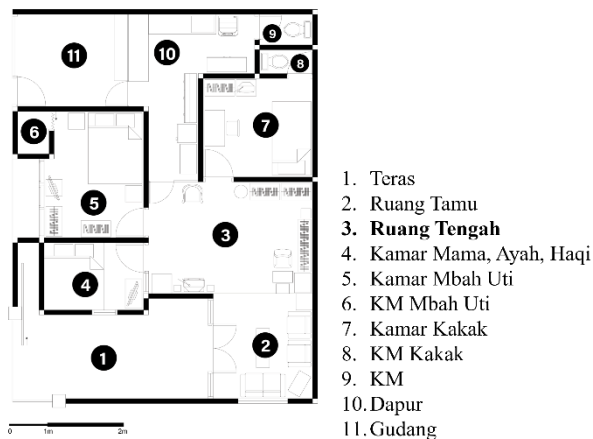 9
10
11
8
6
7
5
3
4
2
1
0 1m 2m
1. Teras
2. Ruang Tamu
3. Ruang Tengah
4. Kamar Mama, Ayah, Haqi
5. Kamar Mbah Uti
6. KM Mbah Uti
7. Kamar Kakak
8. KM Kakak
9. KM
10. Dapur
11. Gudang